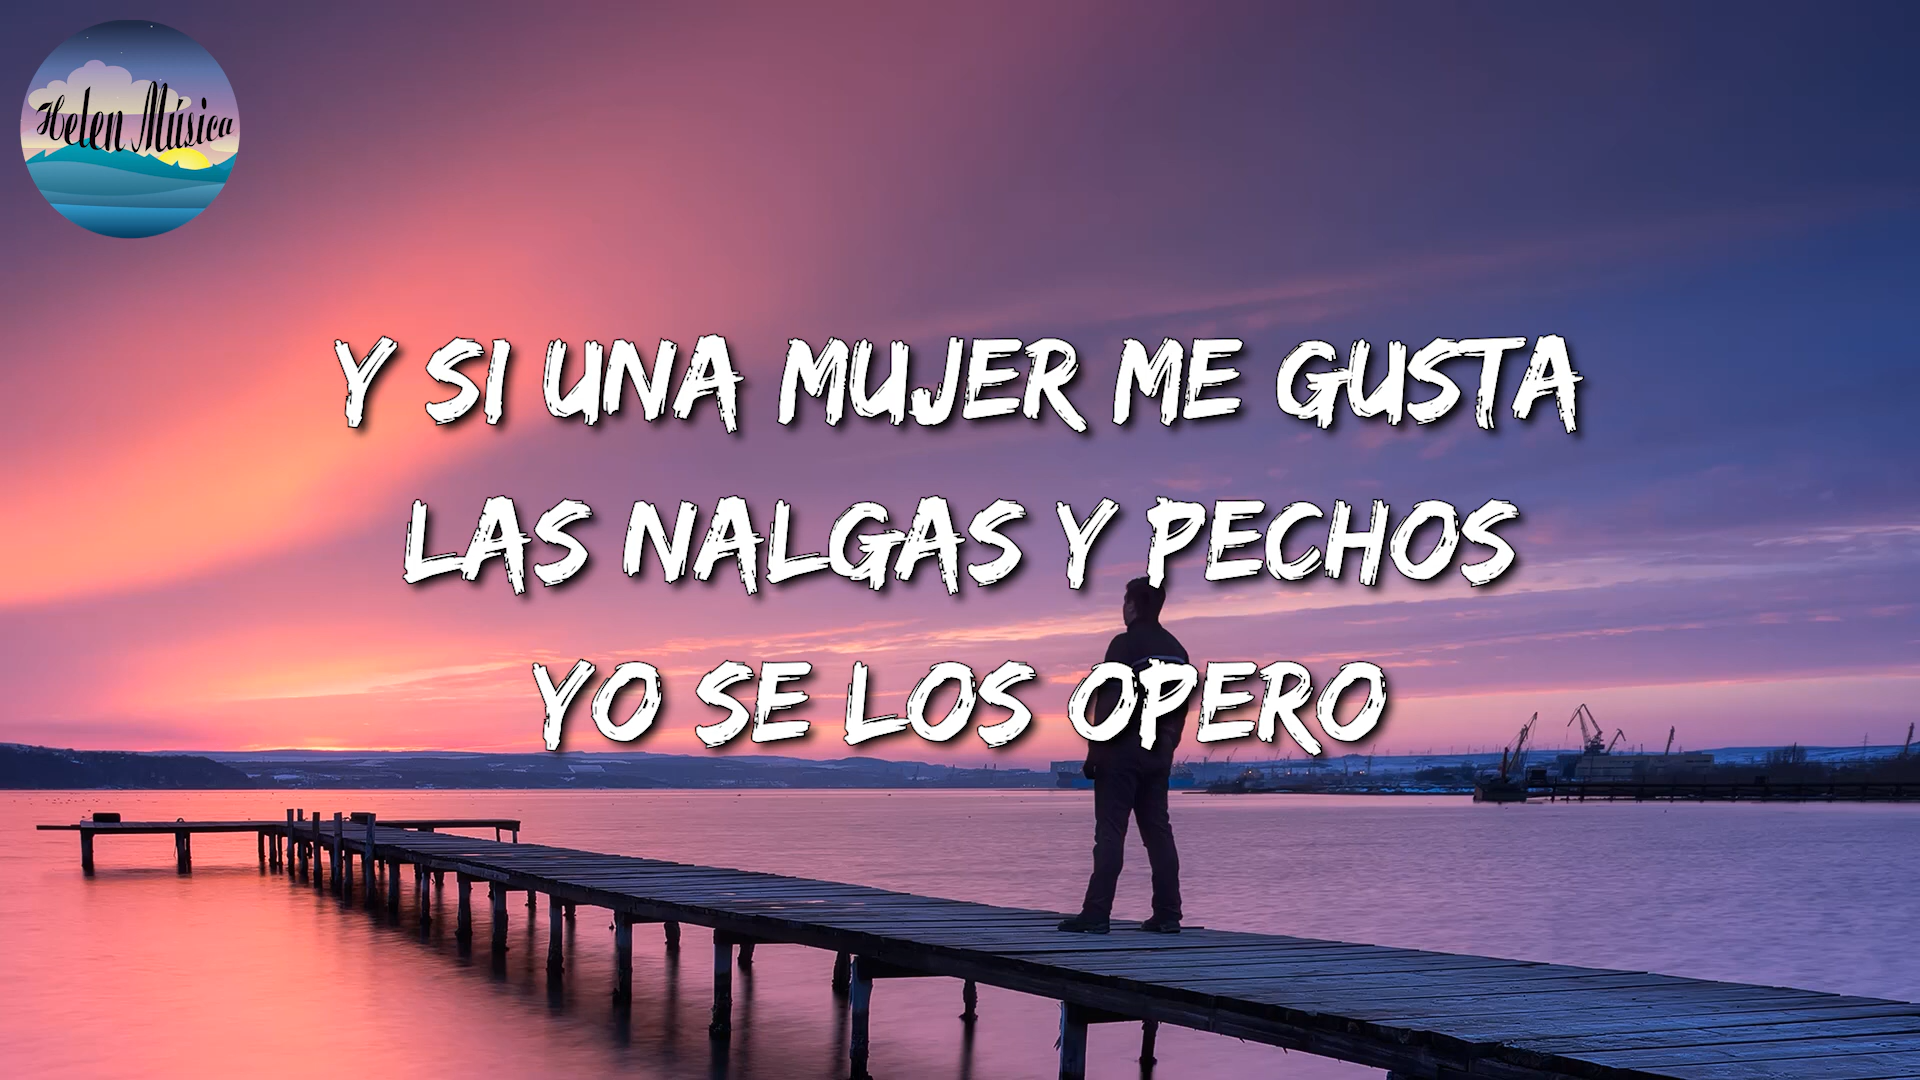 Helen Música
Y SI UNA MUJER ME GUSTA
LAS NALGAS Y PECHOS
YO SE LOS OPERO